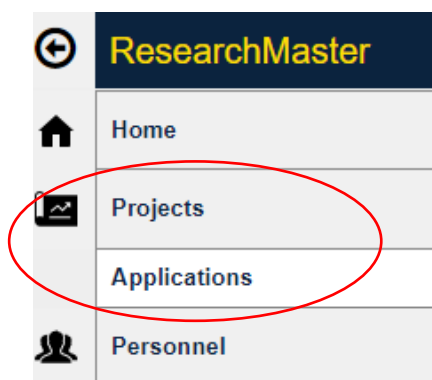 ResearchMaster
Home
Projects
Applications
Personnel